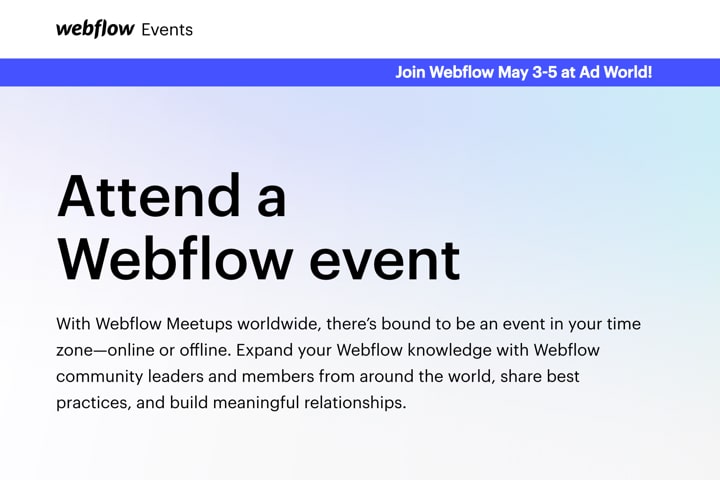 webflow Events
Join Webflow May 3-5 at Ad World!
Attend a
Webflow event
With Webflow Meetups worldwide, there’s bound to be an event in your time
zone—online or offline. Expand your Webflow knowledge with Webflow
community leaders and members from around the world, share best
practices, and build meaningful relationships.